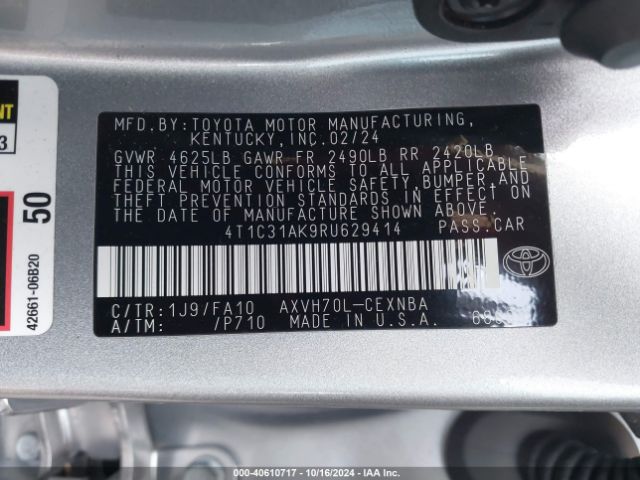 MFD.BY:TOYOTA MOTOR MANUFACTURING,
KENTUCKY,INC.02/24
GVWR 4625LB GAWR FR 2490LB RR 2420LB
THIS VEHICLE CONFORMS TO ALL APPLICABLE
FEDERAL MOTOR VEHICLE SAFETY,BUMPER,AND
THEFT PREVENTION STANDARDS IN EFFECT ON
THE DATE OF MANUFACTURE SHOWN ABOVE.
4T1C31AK9RU629414 PASS.CAR
C/TR:1J9/FA10 AXVH70L-CEXNBA
A/TM: /P710 MADE IN U.S.A.
3
50
42661-06B20
000-40610717 - 10/16/2024 - IAA Inc.